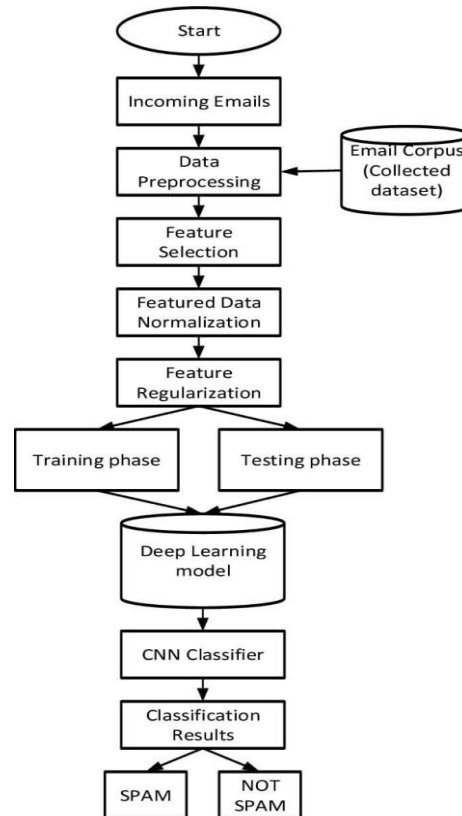 Start
Incoming Emails
Data
Preprocessing
Email Corpus
(Collected
dataset)
Feature
Selection
Featured Data
Normalization
Feature
Regularization
Training phase
Testing phase
Deep Learning
model
CNN Classifier
Classification
Results
SPAM
NOT
SPAM